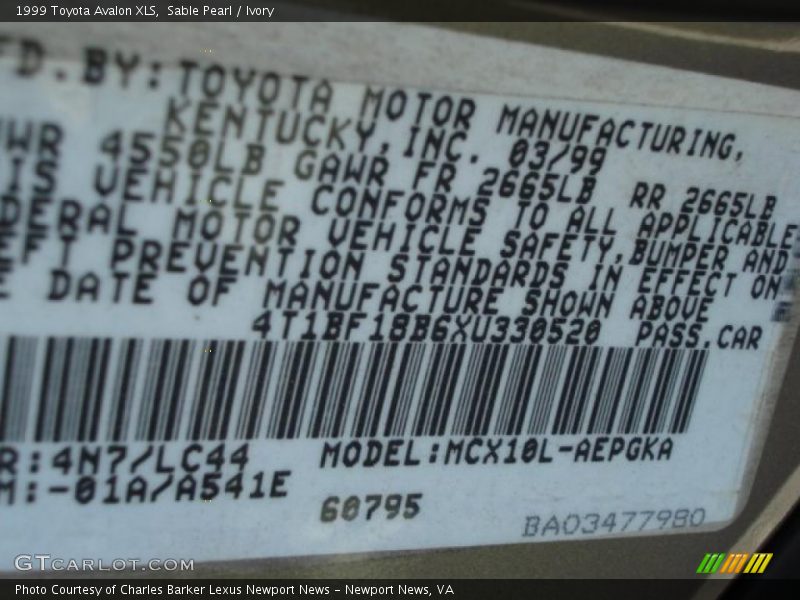 1999 Toyota Avalon XLS, Sable Pearl / Ivory
FD. BY: TOYOTA MOTOR MANUFACTURING,
KENTUCKY, INC. 03/99
WR 4550LB GAWR FR 2665LB RR 2665LB
IS VEHICLE CONFORMS TO ALL APPLICABLE
DERAL MOTOR VEHICLE SAFETY, BUMPER AND
EFT PREVENTION STANDARDS IN EFFECT ON
E DATE OF MANUFACTURE SHOWN ABOVE
4T1BF18B6XU330520 PASS.CAR
R:4N7/LC44 MODEL:MCX10L-AEPGKA
M:-01A/A541E
60795 BA03477980
GTCARLOT.COM
Photo Courtesy of Charles Barker Lexus Newport News - Newport News, VA